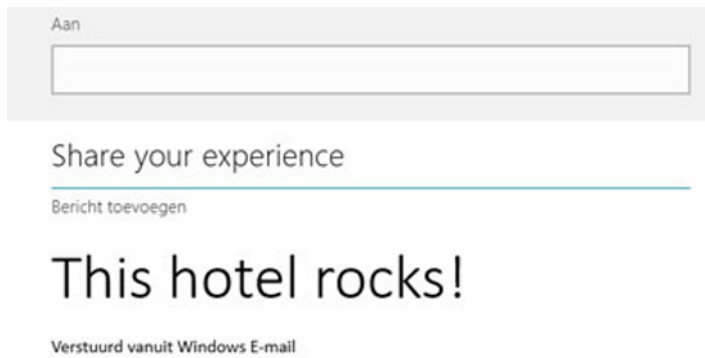 Aan
Share your experience
Bericht toevoegen
This hotel rocks!
Verstuurd vanuit Windows E-mail